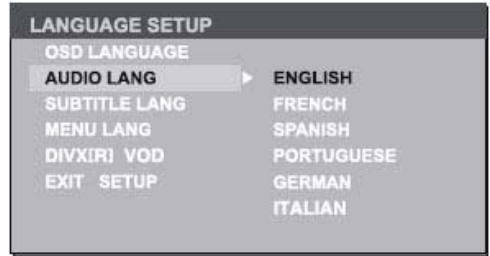 LANGUAGE SETUP
OSD LANGUAGE
AUDIO LANG
SUBTITLE LANG
MENU LANG
DIVX[R] VOD
EXIT SETUP
ENGLISH
FRENCH
SPANISH
PORTUGUESE
GERMAN
ITALIAN